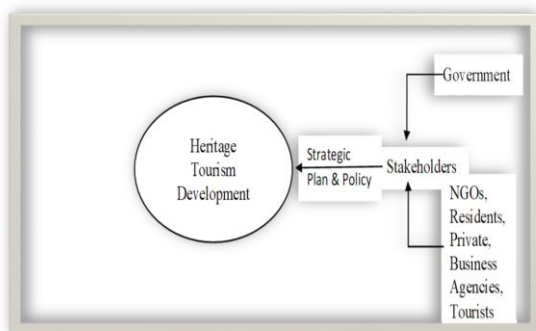 Government
Heritage
Tourism
Development
Strategic
Plan & Policy
Stakeholders
NGOs,
Residents,
Private,
Business
Agencies,
Tourists